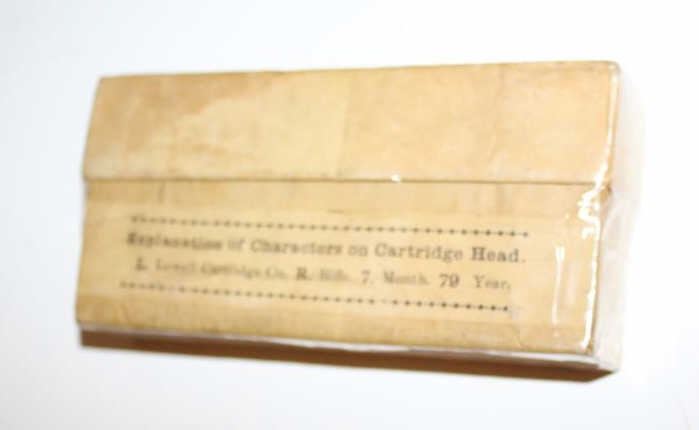 Explanation of Characters on Cartridge Head.
L. Lowell Cartridge Co. R. Rifle. 7. Month. 79 Year.